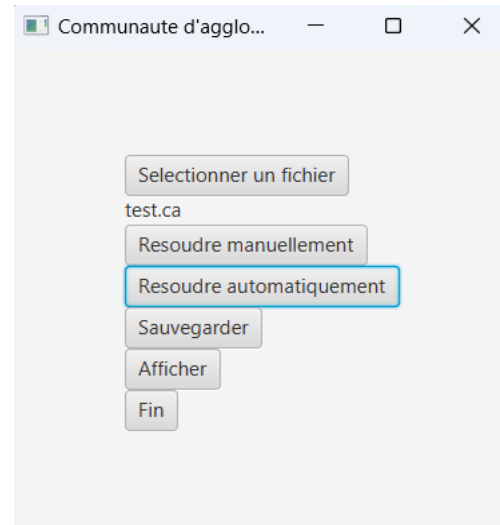 Communaute d'agglo...
Selectionner un fichier
test.ca
Resoudre manuellement
Resoudre automatiquement
Sauvegarder
Afficher
Fin